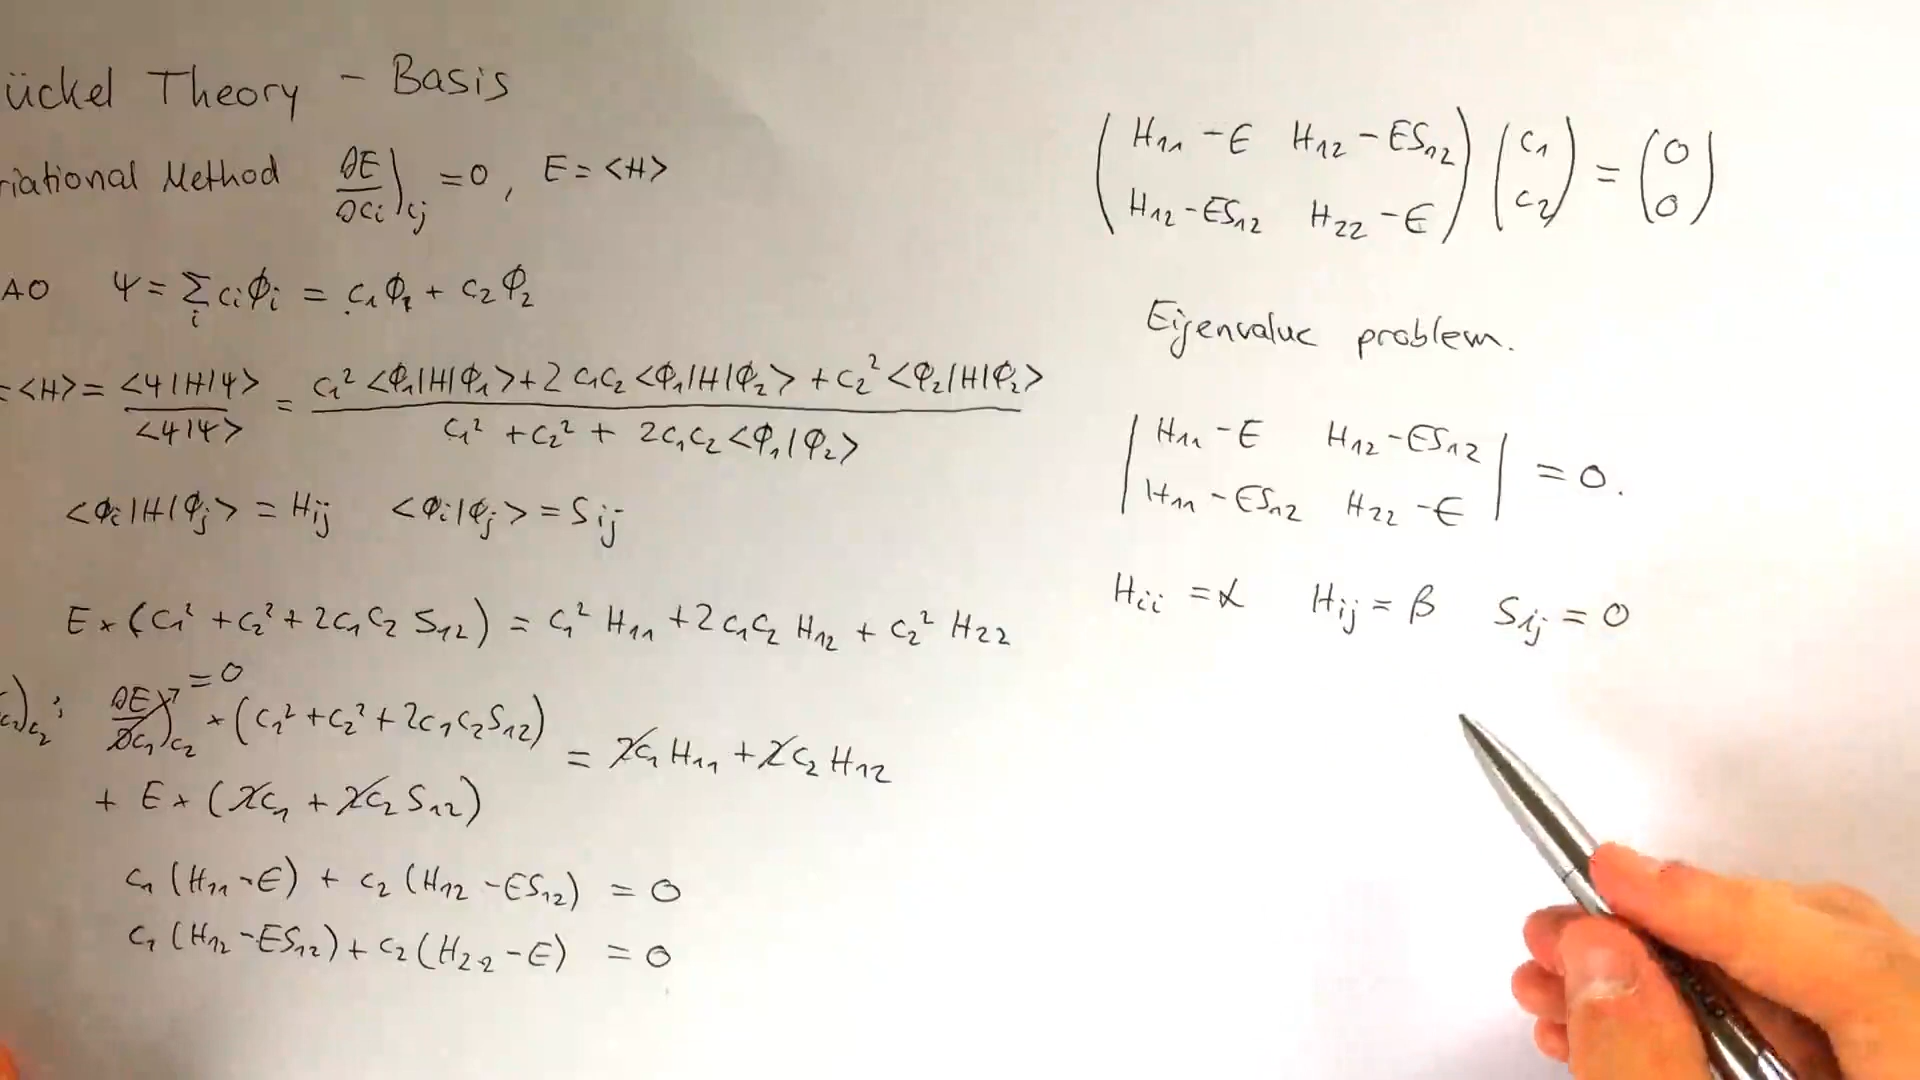 ückel Theory - Basis
riational Method ∂E/∂ci)cj = 0, E = <H>
AO Ψ = Σi ciΦi = c1Φ1 + c2Φ2
= <H> = <Ψ|H|Ψ>/<Ψ|Ψ> = c1² <Φ1|H|Φ1> + 2 c1c2 <Φ1|H|Φ2> + c2² <Φ2|H|Φ2> / c1² + c2² + 2c1c2 <Φ1|Φ2>
<Φi|H|Φj> = Hij <Φi|Φj> = Sij
E × (c1² + c2² + 2c1c2 S12) = c1² H11 + 2c1c2 H12 + c2² H22
c2)c2: ∂E/∂c1)c2 = 0 × (c1² + c2² + 2c1c2S12)
+ E × (2c1 + 2c2 S12) = 2c1 H11 + 2c2 H12
c1 (H11 - E) + c2 (H12 - ES12) = 0
c1 (H12 - ES12) + c2 (H22 - E) = 0
(H11 - E H12 - ES12) (c1) = (0)
(H12 - ES12 H22 - E) (c2) (0)
Eigenvalue problem.
|H11 - E H12 - ES12| = 0.
|H11 - ES12 H22 - E|
Hii = α Hij = β Sij = 0